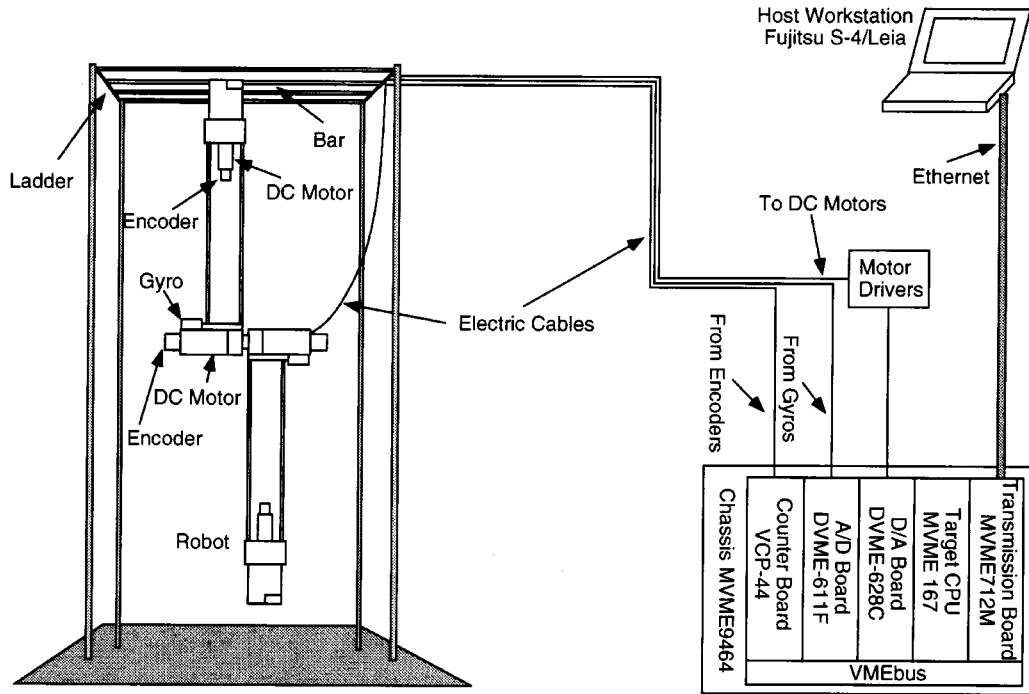 Host Workstation
Fujitsu S-4/Leia
Ladder
Bar
DC Motor
Encoder
Ethernet
To DC Motors
Motor
Drivers
Gyro
Electric Cables
DC Motor
Encoder
From Encoders
From Gyros
Robot
Chassis MVME9464
Counter Board
VCP-44
A/D Board
DVME-611F
D/A Board
DVME-628C
Target CPU
MVME 167
Transmission Board
MVME712M
VMEbus